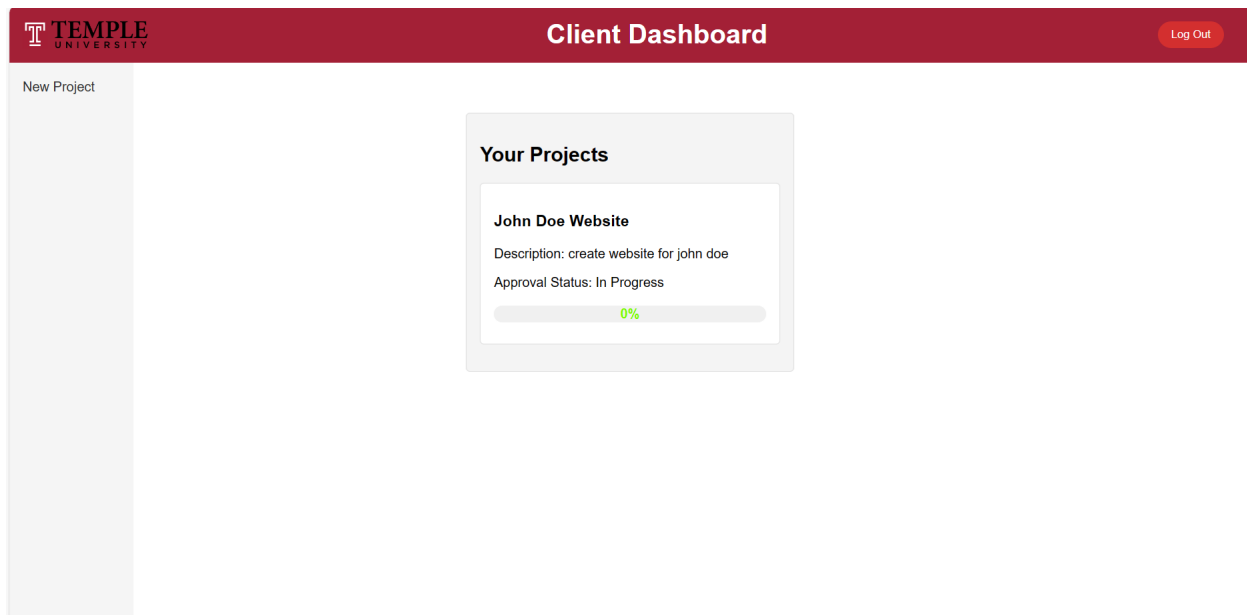 T TEMPLE
UNIVERSITY
Client Dashboard
Log Out
New Project
Your Projects
John Doe Website
Description: create website for john doe
Approval Status: In Progress
0%